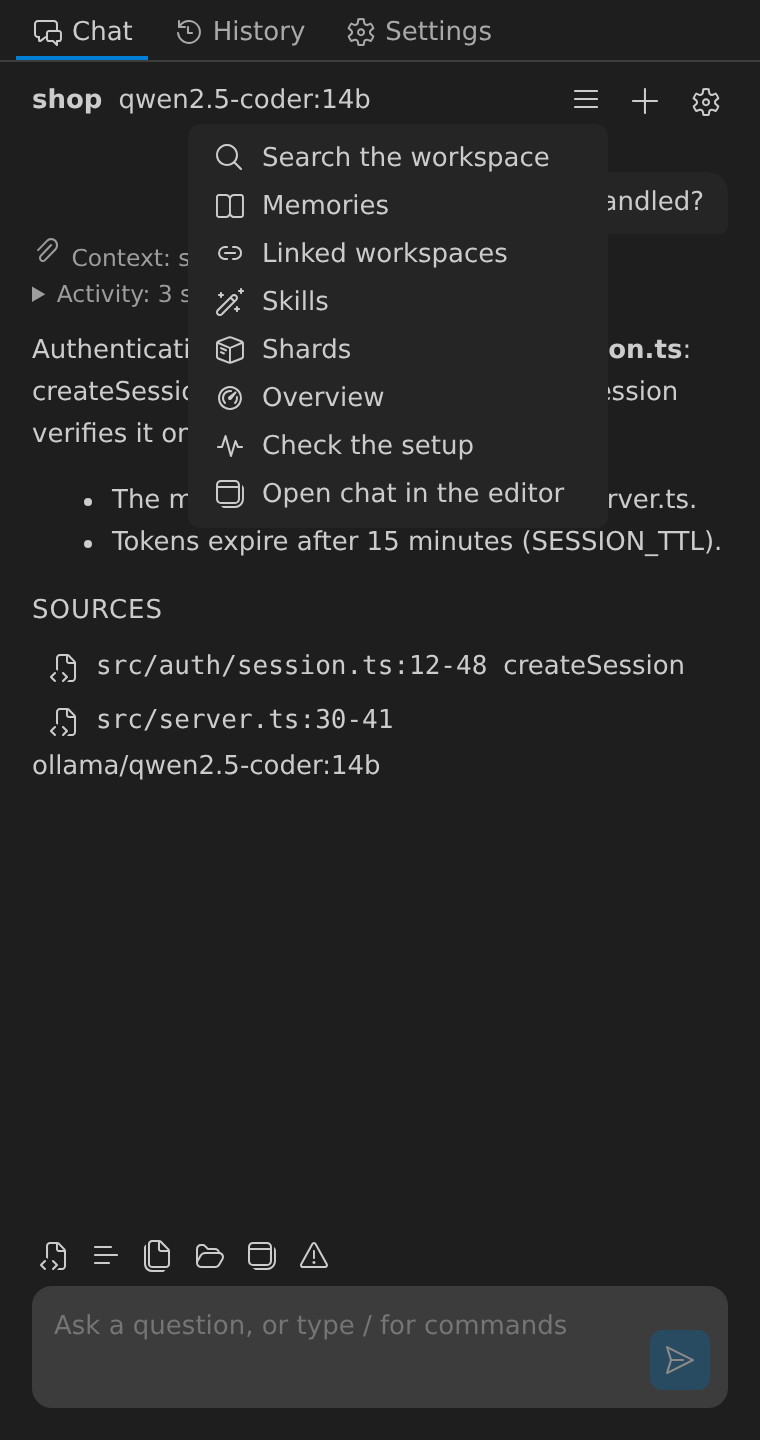 Chat History Settings
shop qwen2.5-coder:14b
Search the workspace
Memories
andled?
Linked workspaces
Context: s
Skills
Activity: 3 s
Shards
Authenticati on.ts:
Overview
createSessio ession
Check the setup
verifies it or
Open chat in the editor
The m rver.ts.
Tokens expire after 15 minutes (SESSION_TTL).
SOURCES
src/auth/session.ts:12-48 createSession
src/server.ts:30-41
ollama/qwen2.5-coder:14b
Ask a question, or type / for commands